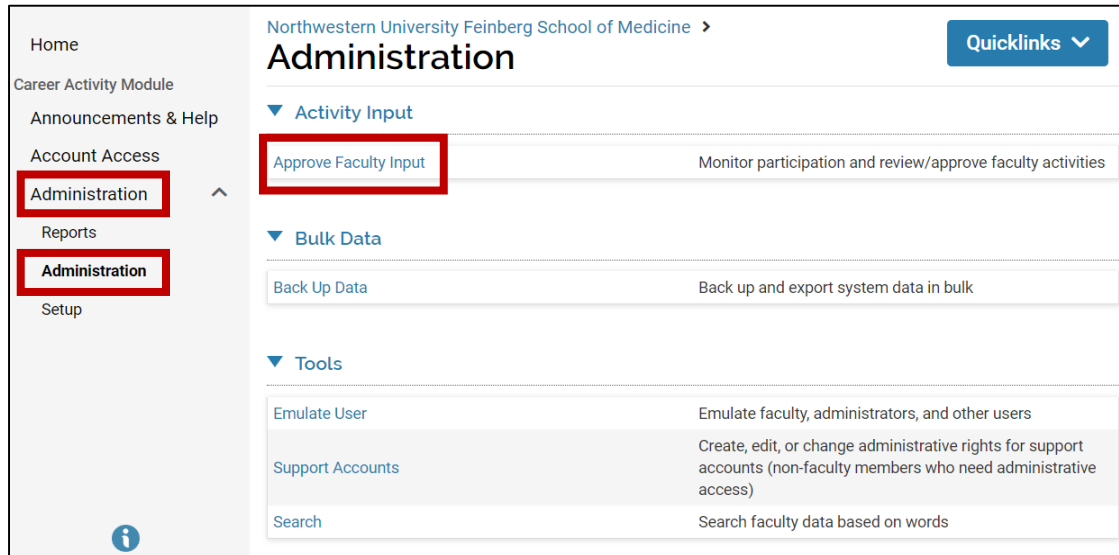 Home
Career Activity Module
Announcements & Help
Account Access
Administration
Reports
Administration
Setup
Northwestern University Feinberg School of Medicine >
Administration
Quicklinks
Activity Input
Approve Faculty Input
Monitor participation and review/approve faculty activities
Bulk Data
Back Up Data
Back up and export system data in bulk
Tools
Emulate User
Emulate faculty, administrators, and other users
Support Accounts
Create, edit, or change administrative rights for support
accounts (non-faculty members who need administrative
access)
Search
Search faculty data based on words